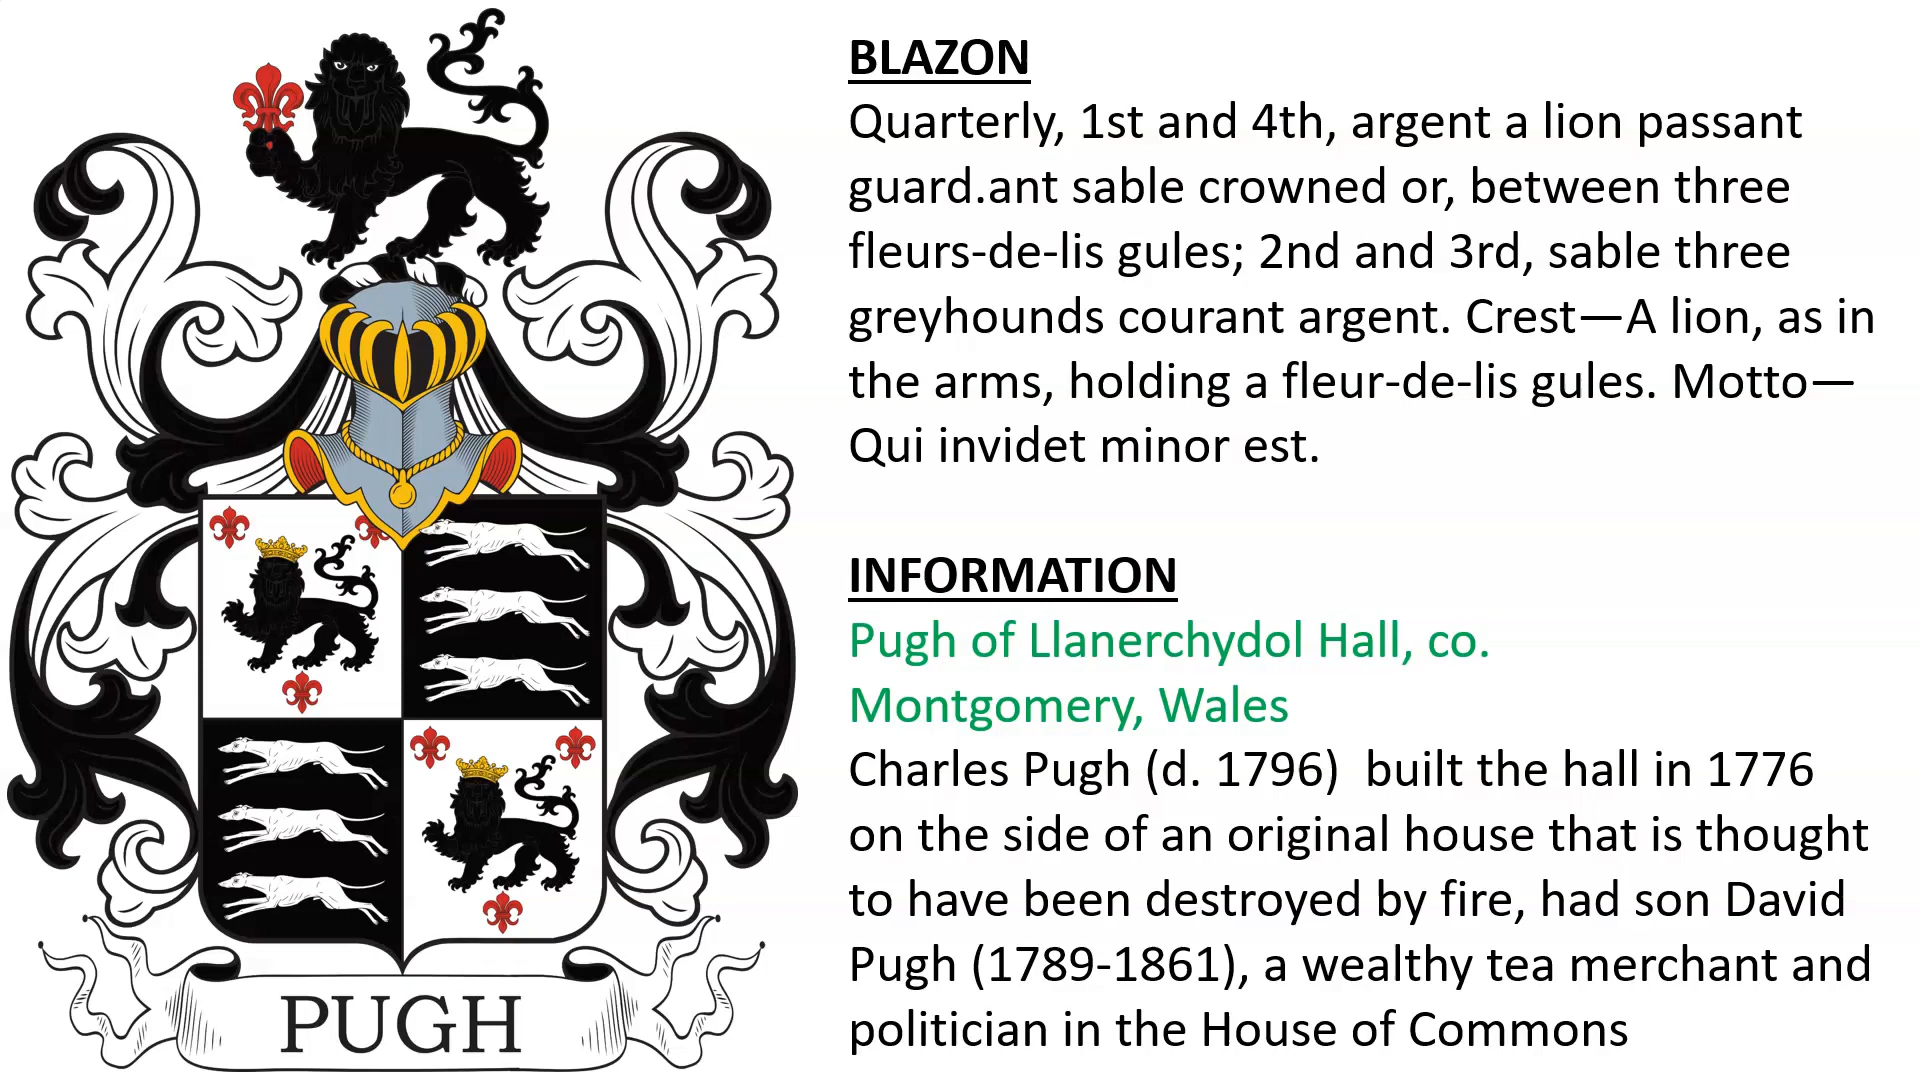 BLAZON
Quarterly, 1st and 4th, argent a lion passant
guard.ant sable crowned or, between three
fleurs-de-lis gules; 2nd and 3rd, sable three
greyhounds courant argent. Crest—A lion, as in
the arms, holding a fleur-de-lis gules. Motto—
Qui invidet minor est.
INFORMATION
Pugh of Llanerchydol Hall, co.
Montgomery, Wales
Charles Pugh (d. 1796)  built the hall in 1776
on the side of an original house that is thought
to have been destroyed by fire, had son David
Pugh (1789-1861), a wealthy tea merchant and
politician in the House of Commons
PUGH